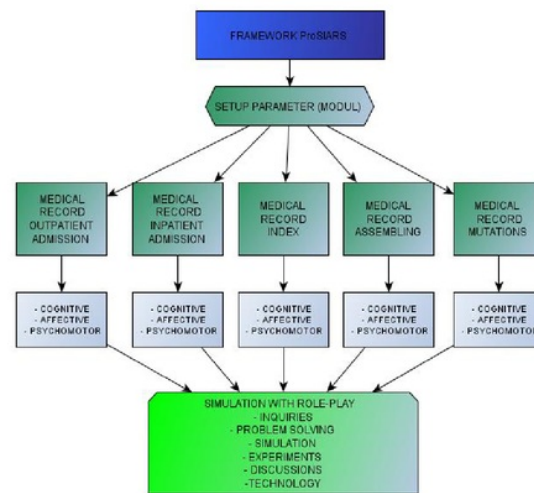 FRAMEWORK ProSIARS
SETUP PARAMETER (MODUL)
MEDICAL
RECORD
OUTPATIENT
ADMISSION
MEDICAL
RECORD
INPATIENT
ADMISSION
MEDICAL
RECORD
INDEX
MEDICAL
RECORD
ASSEMBLING
MEDICAL
RECORD
MUTATIONS
- COGNITIVE
- AFFECTIVE
- PSYCHOMOTOR
- COGNITIVE
- AFFECTIVE
- PSYCHOMOTOR
- COGNITIVE
- AFFECTIVE
- PSYCHOMOTOR
- COGNITIVE
- AFFECTIVE
- PSYCHOMOTOR
- COGNITIVE
- AFFECTIVE
- PSYCHOMOTOR
SIMULATION WITH ROLE-PLAY
- INQUIRIES
- PROBLEM SOLVING
- SIMULATION
- EXPERIMENTS
- DISCUSSIONS
-TECHNOLOGY